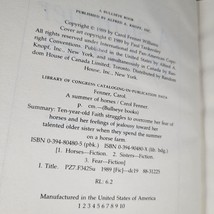 A BULLSEYE BOOK
PUBLISHED BY ALFRED A. KNOPF, INC.
Copyright © 1989 by Carol Fenner Williams
Cover art copyright © 1989 by Paul Tankersley
All rights reserved under International and Pan-American Copy-
right Conventions. Published in the United States by Alfred A.
Knopf, Inc., New York, and simultaneously in Canada by Ran-
dom House of Canada Limited, Toronto. Distributed by Random
House, Inc., New York.
LIBRARY OF CONGRESS CATALOGING-IN-PUBLICATION DATA
Fenner, Carol.
A summer of horses / Carol Fenner
p. cm.—(Bullseye books)
Summary: Ten-year-old Faith struggles to overcome her fear
of horses and her feelings of jealousy toward her
talented older sister when they spend the summer
on a horse farm.
ISBN 0-394-80480-5 (pbk.) ISBN 0-394-
[1. Horses—Fiction. 2. Sisters—Fiction.
3. Fear—Fiction]
I. Title. PZ7.F342Su 1989 [Fic]—dc19 88-31225
RL: 6.2
Manufactured in the United States of America
1 2 3 4 5 6 7 8 9 10